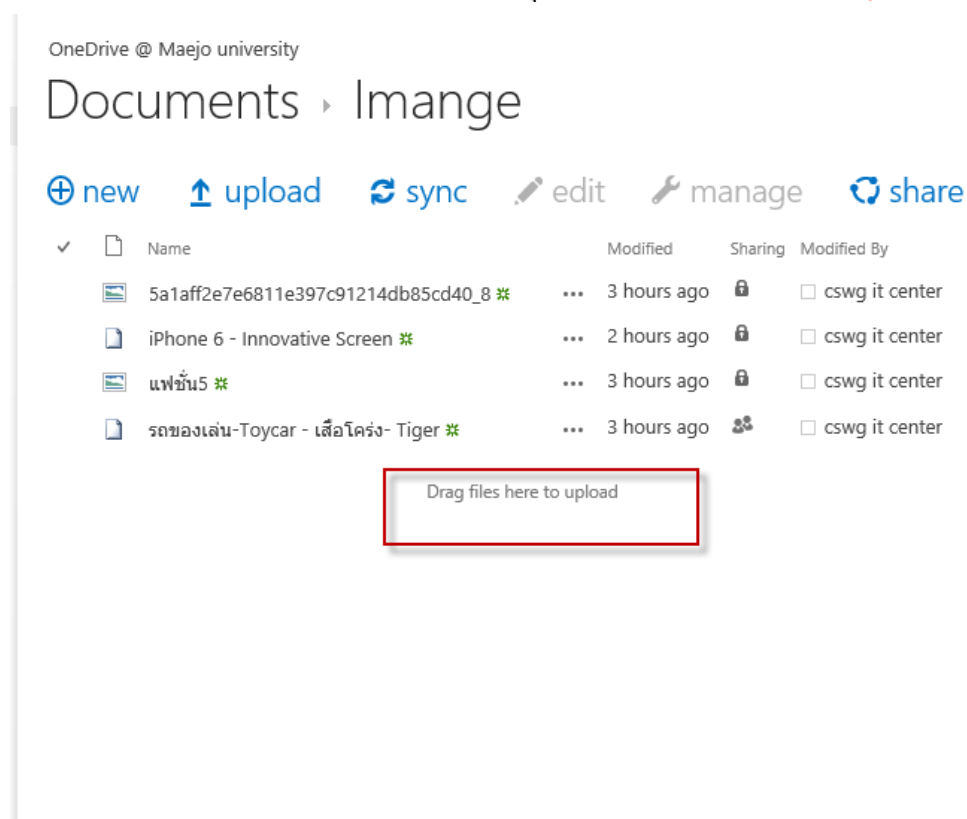 OneDrive @ Maejo university
Documents › Imange
new upload sync edit manage share
Name Modified Sharing Modified By
5a1aff2e7e6811e397c91214db85cd40_8 ... 3 hours ago cswg it center
iPhone 6 - Innovative Screen ... 2 hours ago cswg it center
แฟชั่น5 ... 3 hours ago cswg it center
รถของเล่น-Toycar - เสือโคร่ง- Tiger ... 3 hours ago cswg it center
Drag files here to upload